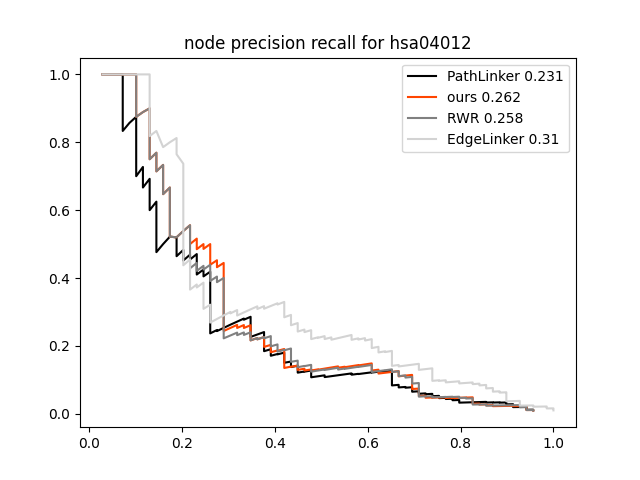 node precision recall for hsa04012
PathLinker 0.231
ours 0.262
RWR 0.258
EdgeLinker 0.31
1.0
0.8
0.6
0.4
0.2
0.0
0.0 0.2 0.4 0.6 0.8 1.0